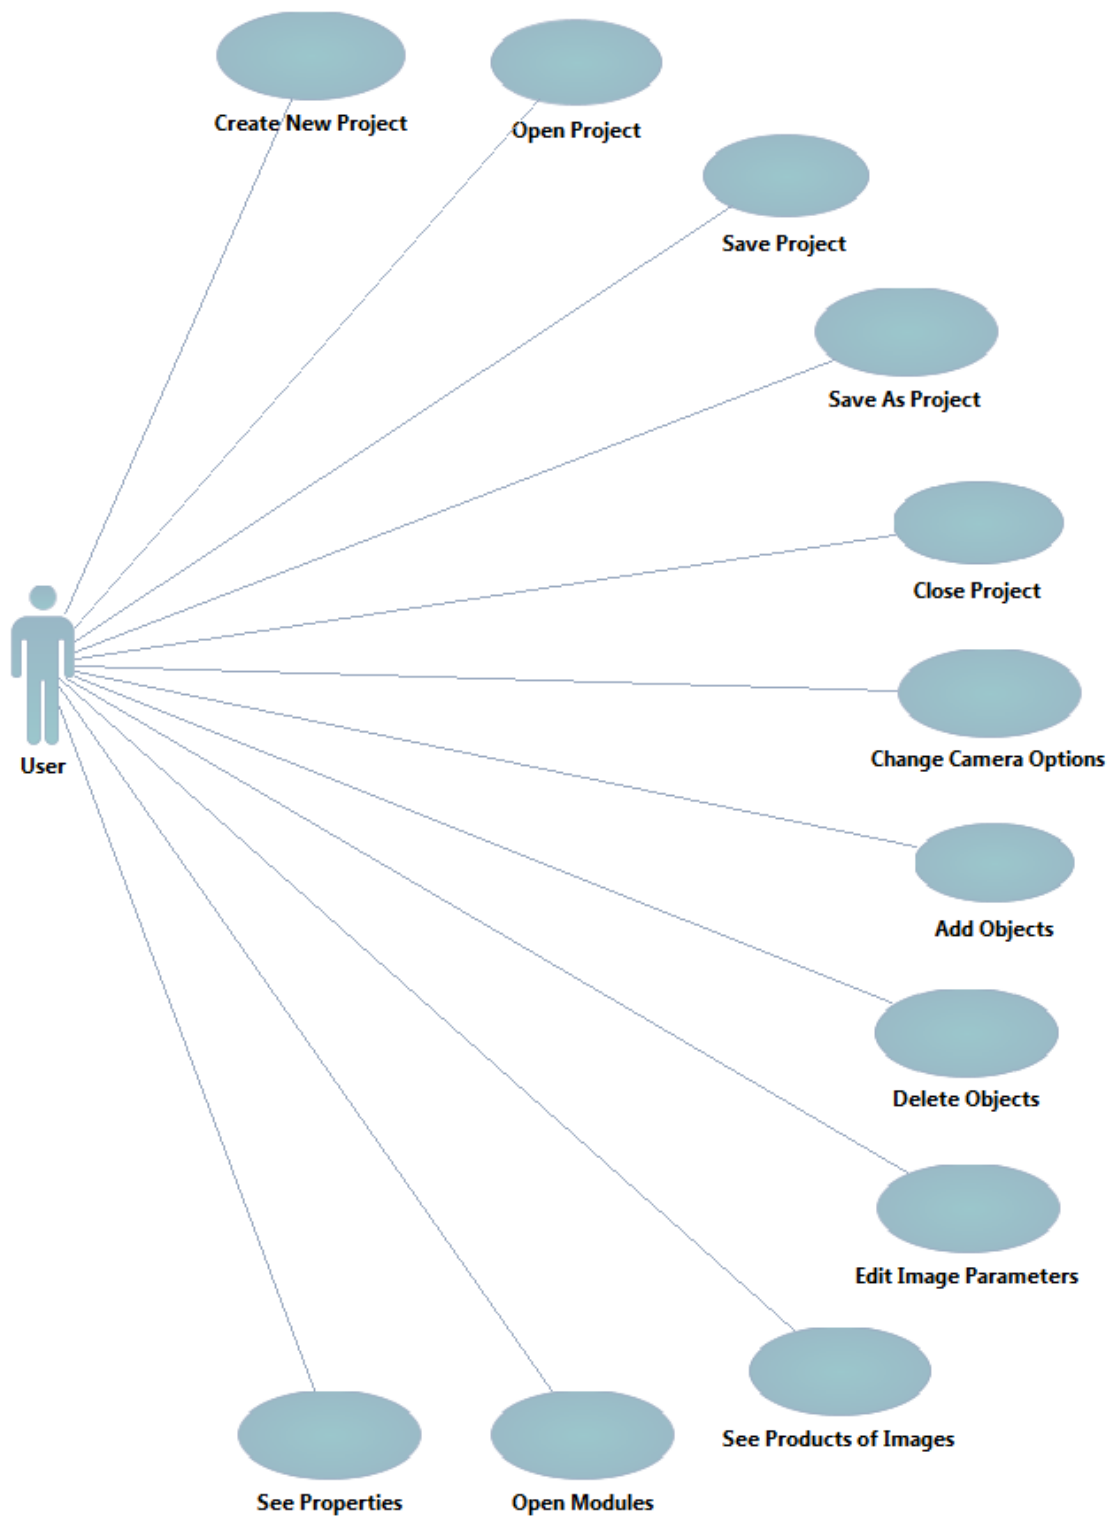 Create New Project
Open Project
Save Project
Save As Project
Close Project
User
Change Camera Options
Add Objects
Delete Objects
Edit Image Parameters
See Products of Images
See Properties
Open Modules